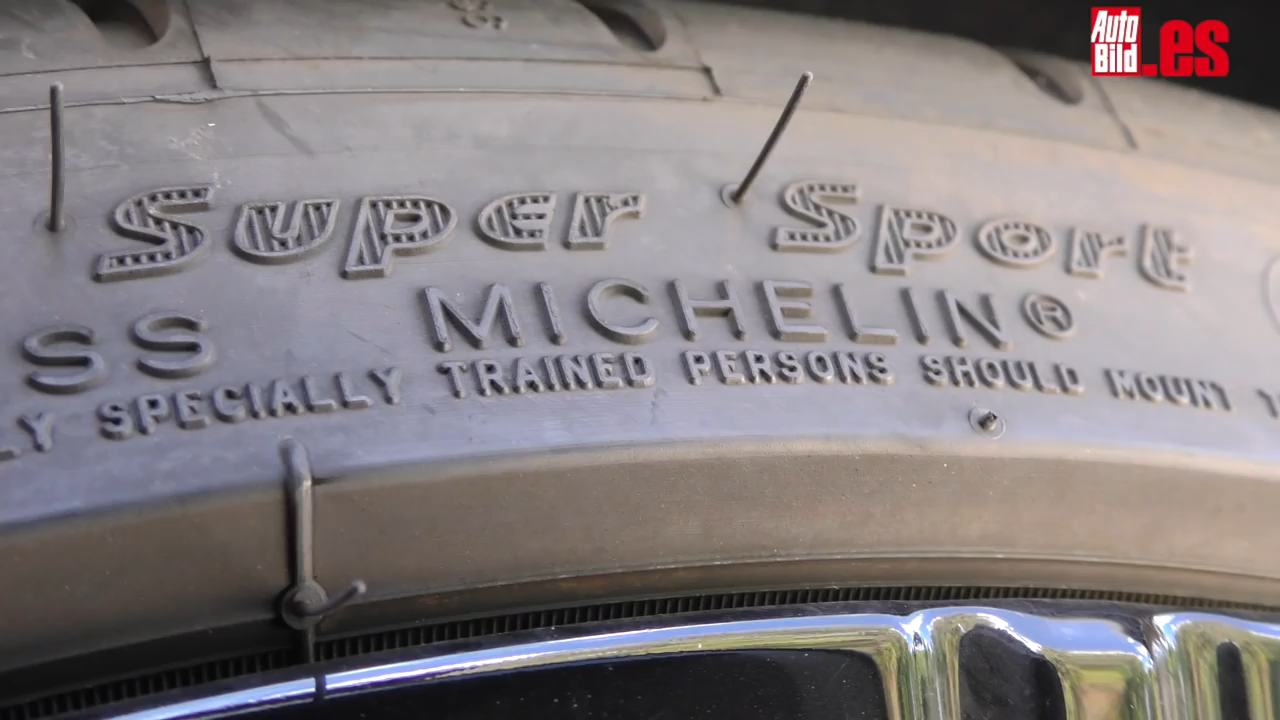 Auto
Bild
.es
Super Sport
SS MICHELIN®
SPECIALLY TRAINED PERSONS SHOULD MOUNT